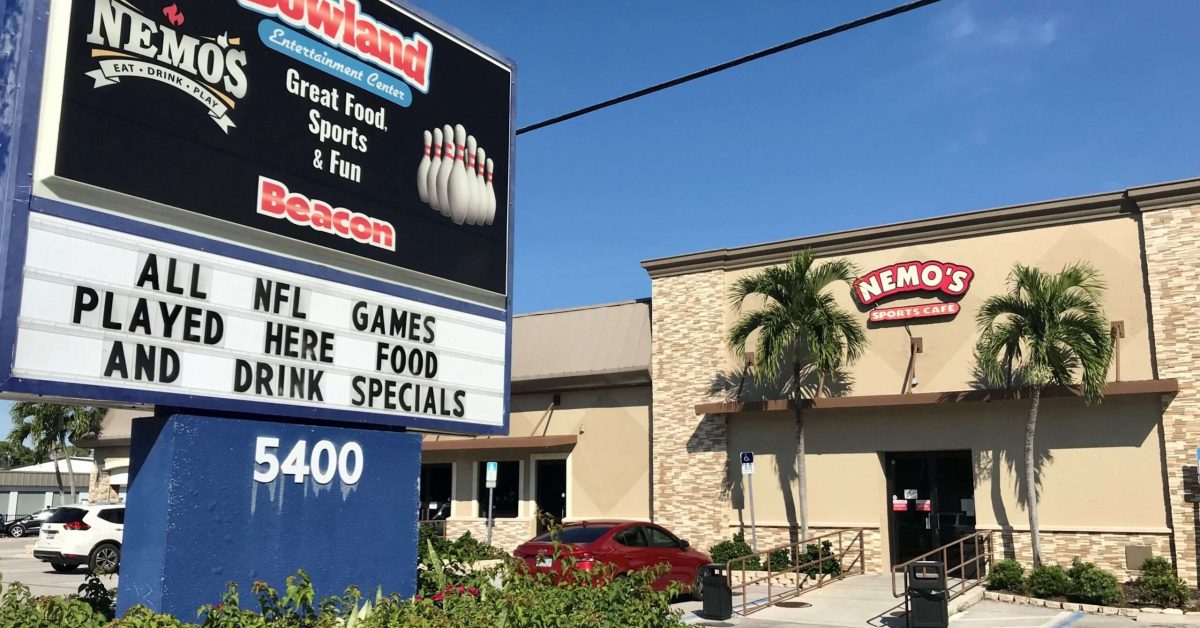 NEMO'S
EAT • DRINK • PLAY
Bowland
Entertainment Center
Great Food,
Sports
& Fun
Beacon
ALL NFL GAMES
PLAYED HERE FOOD
AND DRINK SPECIALS
5400
NEMO'S
SPORTS CAFE